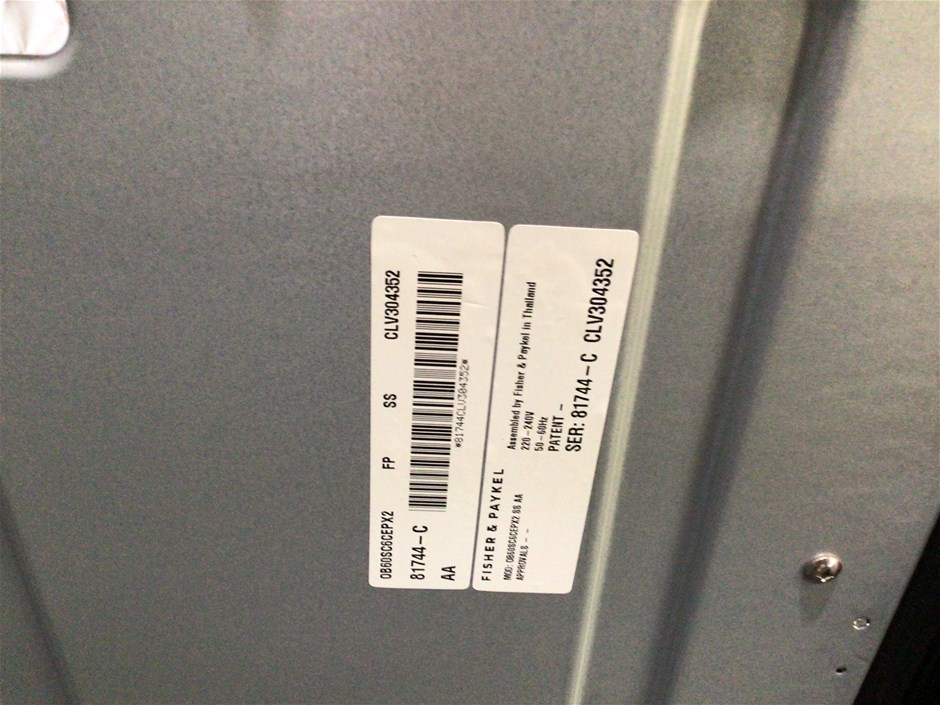 OB60SC6CEPX2 FP SS CLV304352
81744-C
AA
*81744CLV304352*
FISHER & PAYKEL
MOD: OB60SC6CEPX2 SS AA
APPROVALS - -
Assembled by Fisher & Paykel in Thailand
220-240V
50-60Hz
PATENT -
SER: 81744-C CLV304352